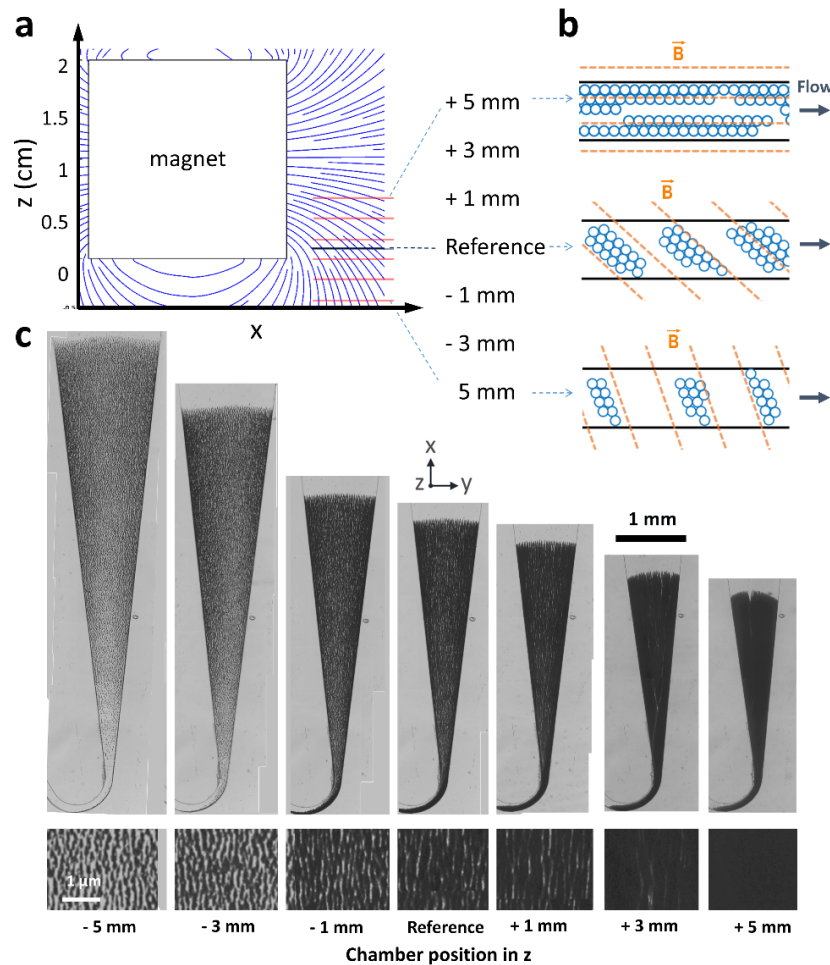 a
b
2
1.5
1
0.5
0
z (cm)
magnet
x
+ 5 mm
+ 3 mm
+ 1 mm
Reference
- 1 mm
- 3 mm
5 mm
B
Flow
B
B
c
x
z
y
1 mm
1 µm
- 5 mm
- 3 mm
- 1 mm
Reference
+ 1 mm
+ 3 mm
+ 5 mm
Chamber position in z